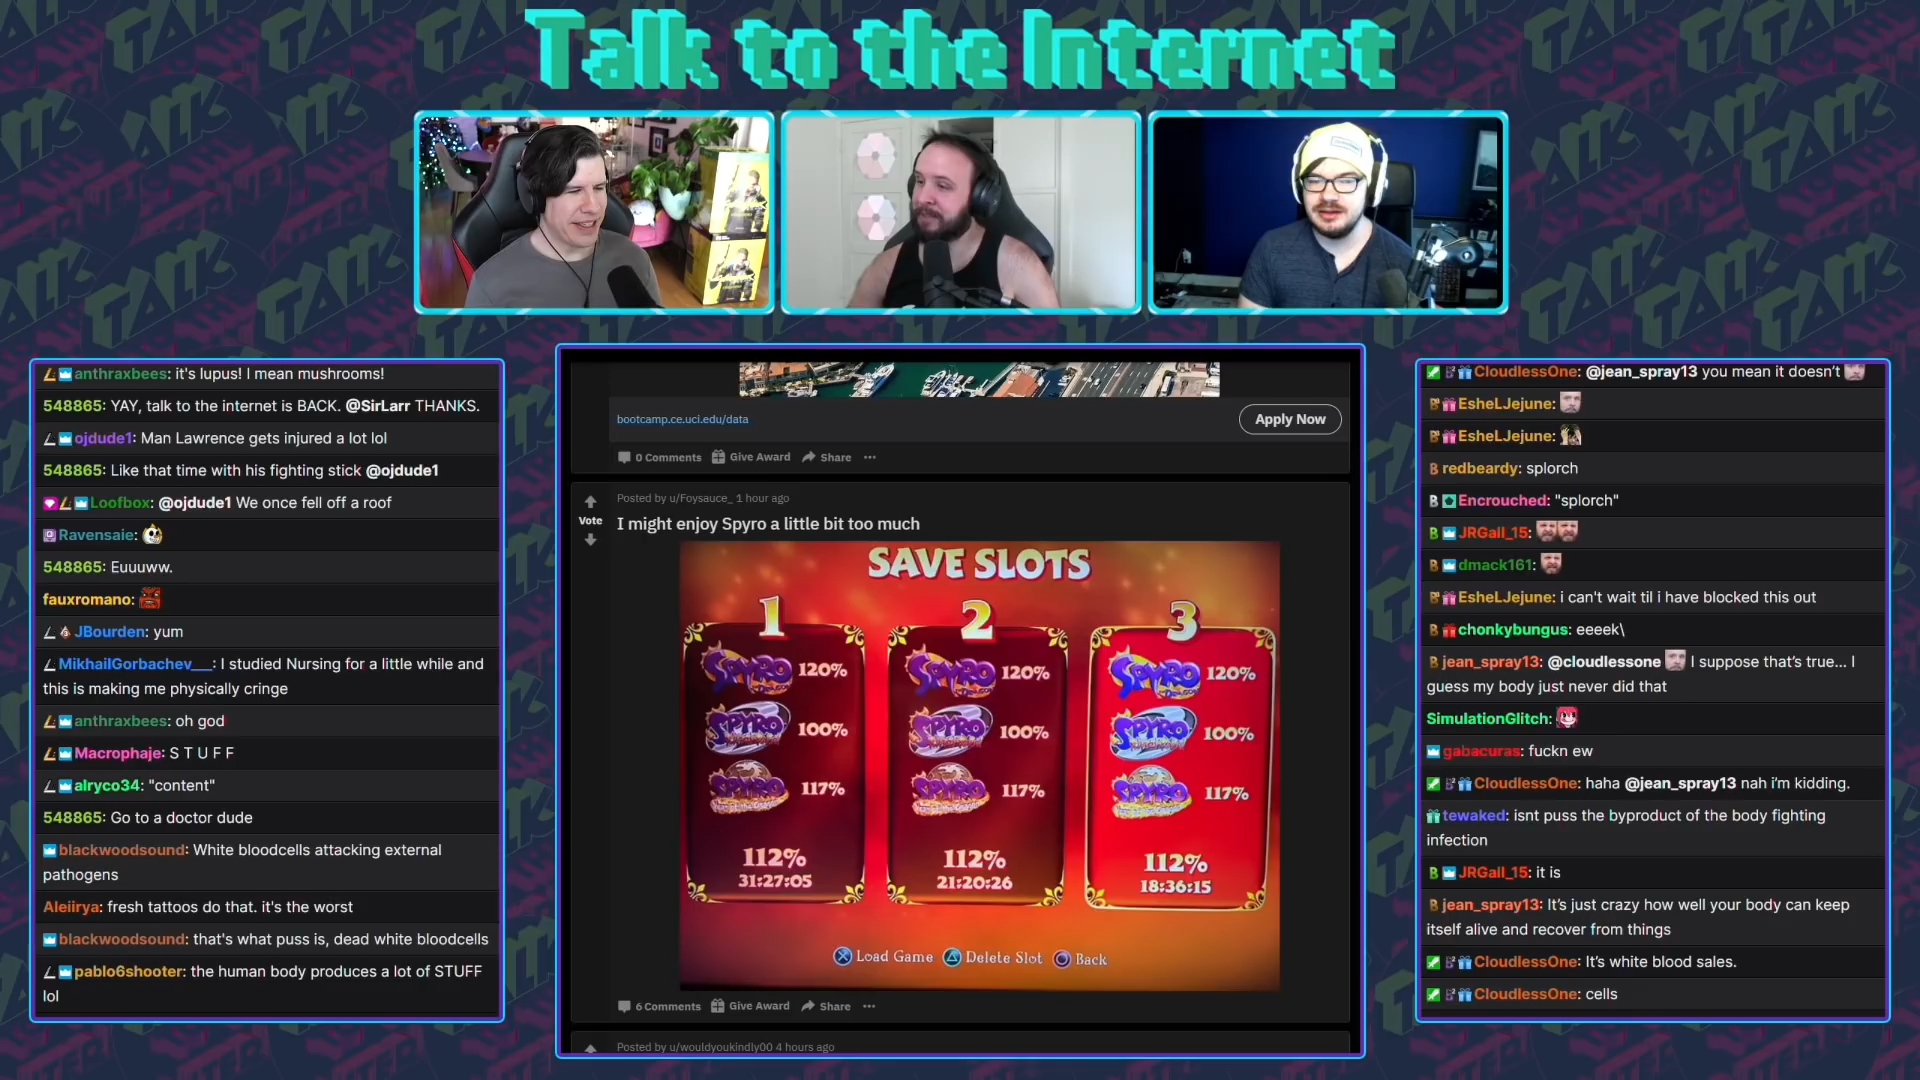 Talk to the Internet
anthraxbees: it's lupus! I mean mushrooms!
548865: YAY, talk to the internet is BACK. @SirLarr THANKS.
ojdude1: Man Lawrence gets injured a lot lol
548865: Like that time with his fighting stick @ojdude1
Loofbox: @ojdude1 We once fell off a roof
Ravensaie:
548865: Euuuww.
fauxromano:
JBourden: yum
MikhailGorbachev___: I studied Nursing for a little while and
this is making me physically cringe
anthraxbees: oh god
Macrophaje: S T U F F
alryco34: "content"
548865: Go to a doctor dude
blackwoodsound: White bloodcells attacking external
pathogens
Aleiirya: fresh tattoos do that. it's the worst
blackwoodsound: that's what puss is, dead white bloodcells
pablo6shooter: the human body produces a lot of STUFF
lol
bootcamp.ce.uci.edu/data
Apply Now
0 Comments Give Award Share
Posted by u/Foysauce_ 1 hour ago
Vote
I might enjoy Spyro a little bit too much
SAVE SLOTS
1 2 3
SPYRO 120% SPYRO 120% SPYRO 120%
SPYRO 100% SPYRO 100% SPYRO 100%
SPYRO 117% SPYRO 117% SPYRO 117%
112% 112% 112%
31:27:05 21:20:26 18:36:15
Load Game Delete Slot Back
6 Comments Give Award Share
Posted by u/wouldyoukindly00 4 hours ago
CloudlessOne: @jean_spray13 you mean it doesn't
EsheLJejune:
EsheLJejune:
redbeardy: splorch
Encrouched: "splorch"
JRGall_15:
dmack161:
EsheLJejune: i can't wait til i have blocked this out
chonkybungus: eeeek\
jean_spray13: @cloudlessone I suppose that's true... I
guess my body just never did that
SimulationGlitch:
gabacuras: fuckn ew
CloudlessOne: haha @jean_spray13 nah i'm kidding.
tewaked: isnt puss the byproduct of the body fighting
infection
JRGall_15: it is
jean_spray13: It's just crazy how well your body can keep
itself alive and recover from things
CloudlessOne: It's white blood sales.
CloudlessOne: cells